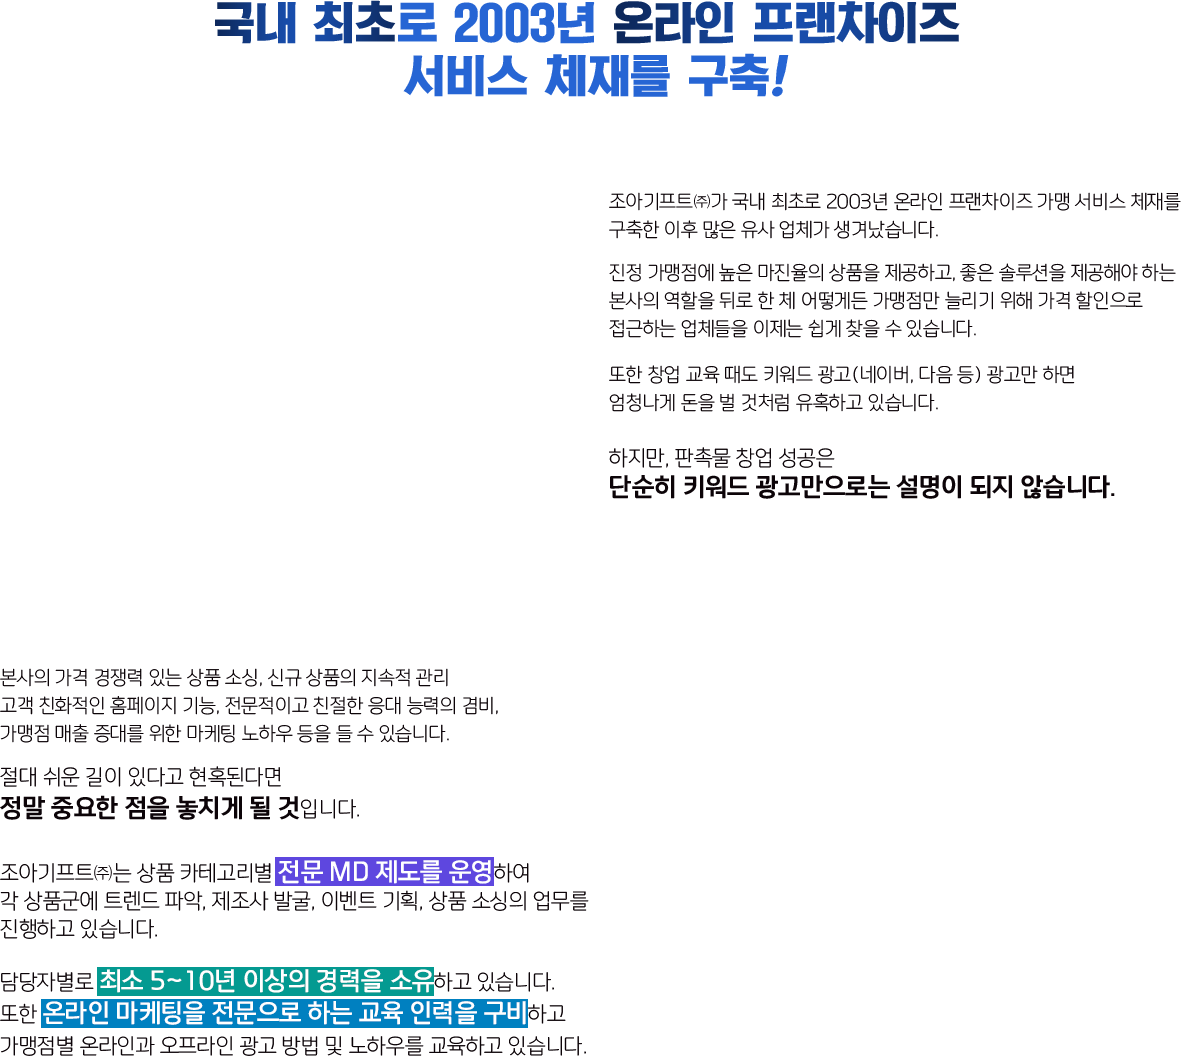 국내 최초로 2003년 온라인 프랜차이즈
서비스 체재를 구축!
조아기프트㈜가 국내 최초로 2003년 온라인 프랜차이즈 가맹 서비스 체재를
구축한 이후 많은 유사 업체가 생겨났습니다.
진정 가맹점에 높은 마진율의 상품을 제공하고, 좋은 솔루션을 제공해야 하는
본사의 역할을 뒤로 한 체 어떻게든 가맹점만 늘리기 위해 가격 할인으로
접근하는 업체들을 이제는 쉽게 찾을 수 있습니다.
또한 창업 교육 때도 키워드 광고(네이버, 다음 등) 광고만 하면
엄청나게 돈을 벌 것처럼 유혹하고 있습니다.
하지만, 판촉물 창업 성공은
단순히 키워드 광고만으로는 설명이 되지 않습니다.
본사의 가격 경쟁력 있는 상품 소싱, 신규 상품의 지속적 관리
고객 친화적인 홈페이지 기능, 전문적이고 친절한 응대 능력의 겸비,
가맹점 매출 증대를 위한 마케팅 노하우 등을 들 수 있습니다.
절대 쉬운 길이 있다고 현혹된다면
정말 중요한 점을 놓치게 될 것입니다.
조아기프트㈜는 상품 카테고리별 전문 MD 제도를 운영하여
각 상품군에 트렌드 파악, 제조사 발굴, 이벤트 기획, 상품 소싱의 업무를
진행하고 있습니다.
담당자별로 최소 5~10년 이상의 경력을 소유하고 있습니다.
또한 온라인 마케팅을 전문으로 하는 교육 인력을 구비하고
가맹점별 온라인과 오프라인 광고 방법 및 노하우를 교육하고 있습니다.